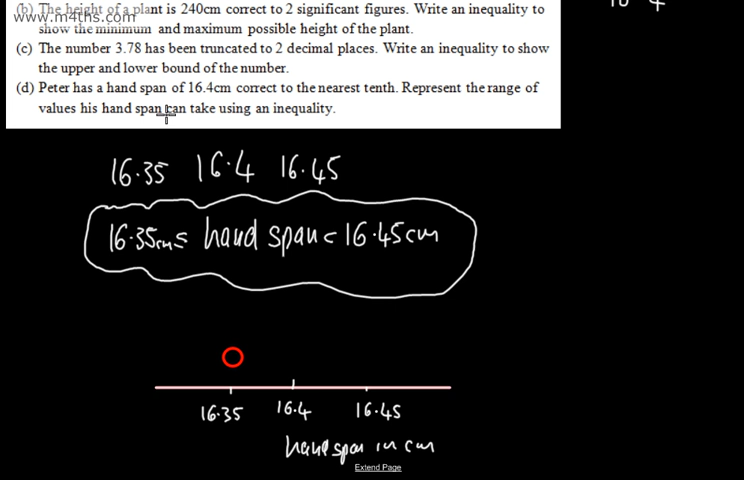 www.m4ths.com
(b) The height of a plant is 240cm correct to 2 significant figures. Write an inequality to
show the minimum and maximum possible height of the plant.
(c) The number 3.78 has been truncated to 2 decimal places. Write an inequality to show
the upper and lower bound of the number.
(d) Peter has a hand span of 16.4cm correct to the nearest tenth. Represent the range of
values his hand span can take using an inequality.
16.35 16.4 16.45
16.35cm ≤ hand span < 16.45cm
16.35 16.4 16.45
hand span in cm
Extend Page